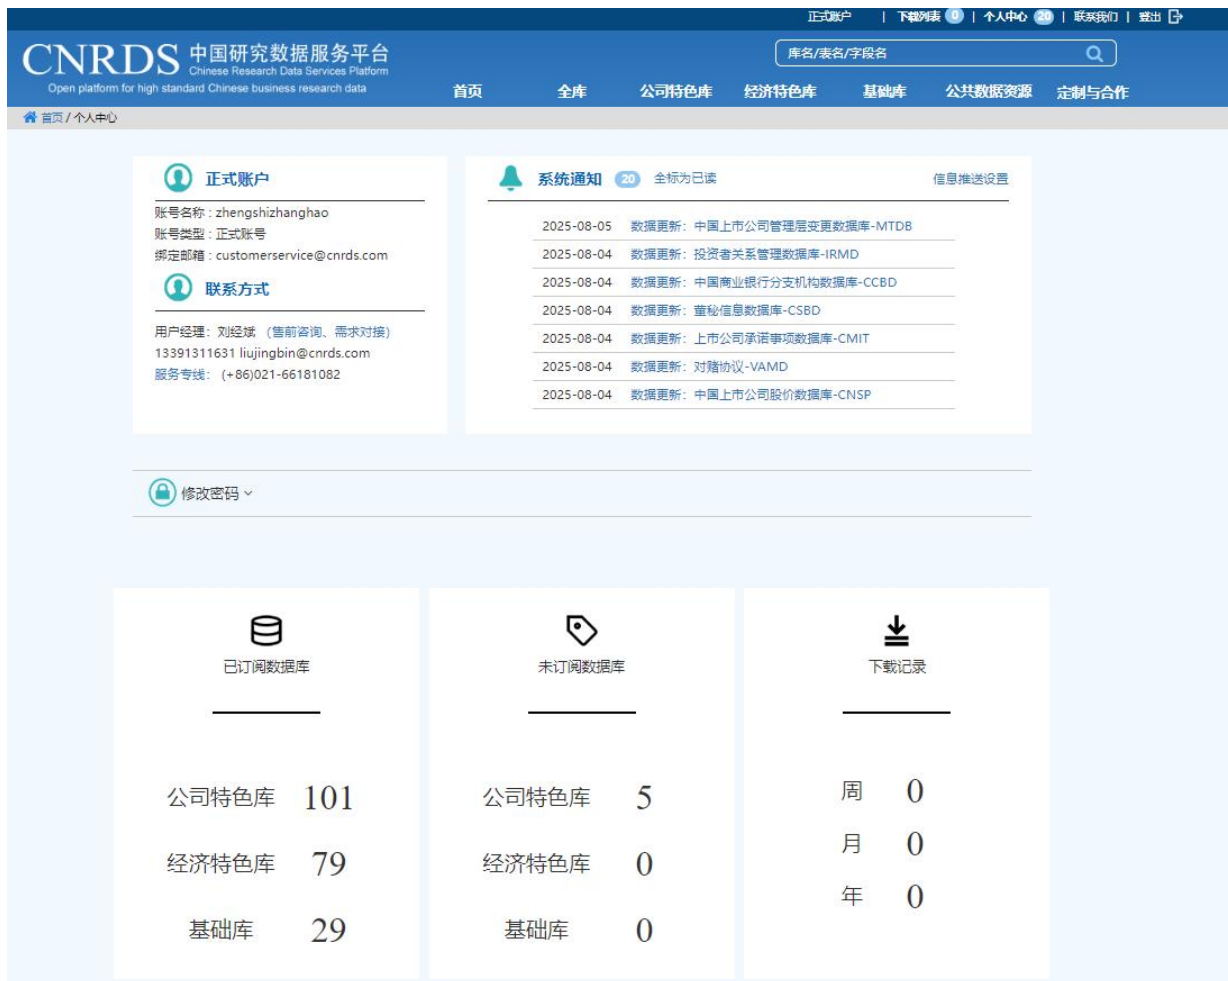 正式账户 | 下载列表 0 | 个人中心 20 | 联系我们 | 登出
CNRDS 中国研究数据服务平台
Chinese Research Data Services Platform
Open platform for high standard Chinese business research data
库名/表名/字段名
首页 全库 公司特色库 经济特色库 基础库 公共数据资源 定制与合作
首页 / 个人中心
正式账户
账号名称 : zhengshizhanghao
账号类型 : 正式账号
绑定邮箱 : customerservice@cnrds.com
联系方式
用户经理: 刘经斌 (售前咨询、需求对接)
13391311631 liujingbin@cnrds.com
服务专线: (+86)021-66181082
系统通知 20 全标为已读 信息推送设置
2025-08-05 数据更新: 中国上市公司管理层变更数据库-MTDB
2025-08-04 数据更新: 投资者关系管理数据库-IRMD
2025-08-04 数据更新: 中国商业银行分支机构数据库-CCBD
2025-08-04 数据更新: 董秘信息数据库-CSBD
2025-08-04 数据更新: 上市公司承诺事项数据库-CMIT
2025-08-04 数据更新: 对赌协议-VAMD
2025-08-04 数据更新: 中国上市公司股价数据库-CNSP
修改密码
已订阅数据库
公司特色库 101
经济特色库 79
基础库 29
未订阅数据库
公司特色库 5
经济特色库 0
基础库 0
下载记录
周 0
月 0
年 0